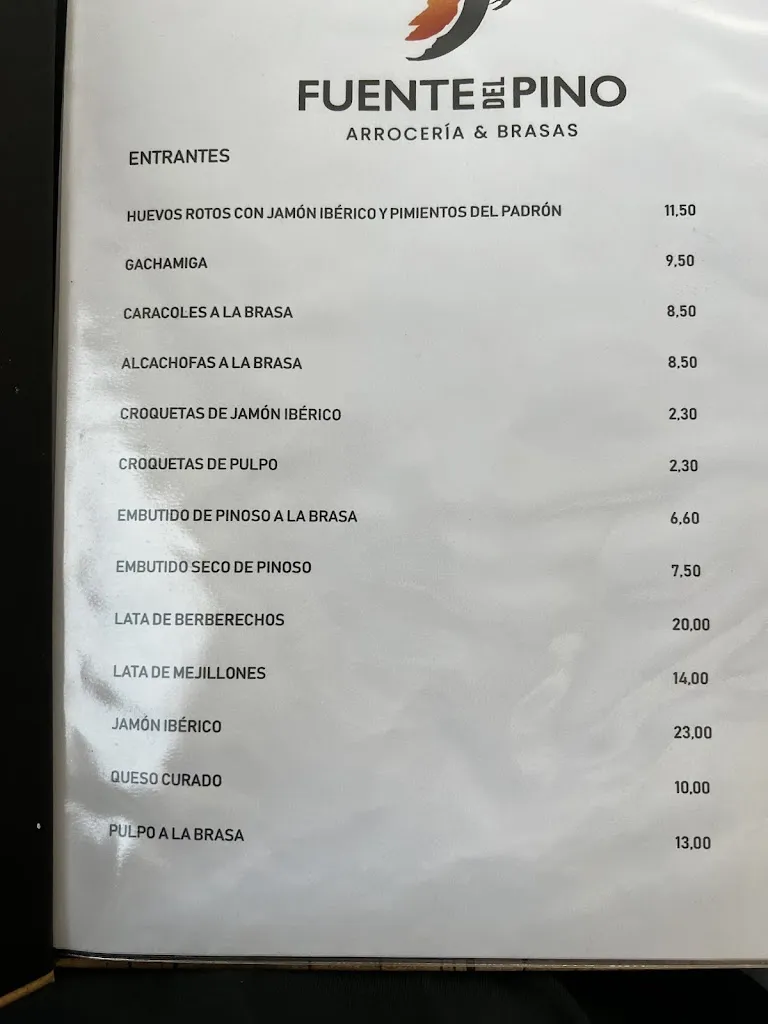 FUENTE DEL PINO
ARROCERÍA & BRASAS
ENTRANTES
HUEVOS ROTOS CON JAMÓN IBÉRICO Y PIMIENTOS DEL PADRÓN 11,50
GACHAMIGA 9,50
CARACOLES A LA BRASA 8,50
ALCACHOFAS A LA BRASA 8,50
CROQUETAS DE JAMÓN IBÉRICO 2,30
CROQUETAS DE PULPO 2,30
EMBUTIDO DE PINOSO A LA BRASA 6,60
EMBUTIDO SECO DE PINOSO 7,50
LATA DE BERBERECHOS 20,00
LATA DE MEJILLONES 14,00
JAMÓN IBÉRICO 23,00
QUESO CURADO 10,00
PULPO A LA BRASA 13,00